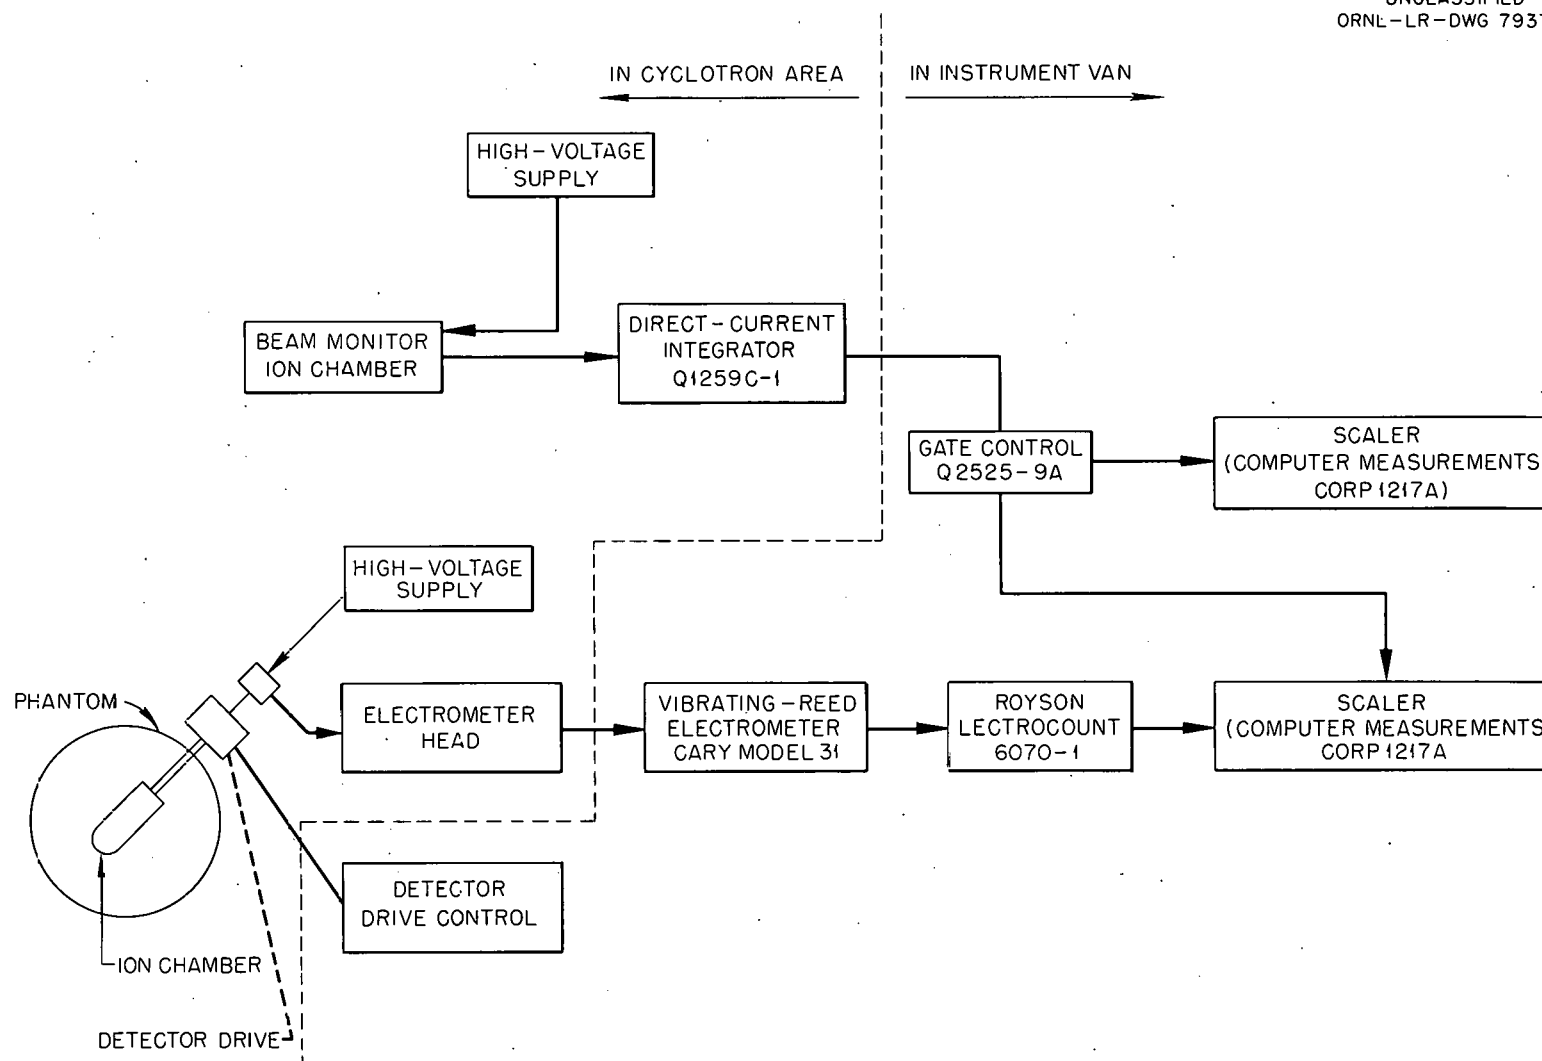 ORNL-LR-DWG 793
IN CYCLOTRON AREA
IN INSTRUMENT VAN
HIGH-VOLTAGE
SUPPLY
BEAM MONITOR
ION CHAMBER
DIRECT-CURRENT
INTEGRATOR
Q1259C-1
GATE CONTROL
Q2525-9A
SCALER
(COMPUTER MEASUREMENTS
CORP 1217A)
HIGH-VOLTAGE
SUPPLY
PHANTOM
ELECTROMETER
HEAD
VIBRATING-REED
ELECTROMETER
CARY MODEL 31
ROYSON
LECTROCOUNT
6070-1
SCALER
(COMPUTER MEASUREMENTS
CORP 1217A
DETECTOR
DRIVE CONTROL
ION CHAMBER
DETECTOR DRIVE